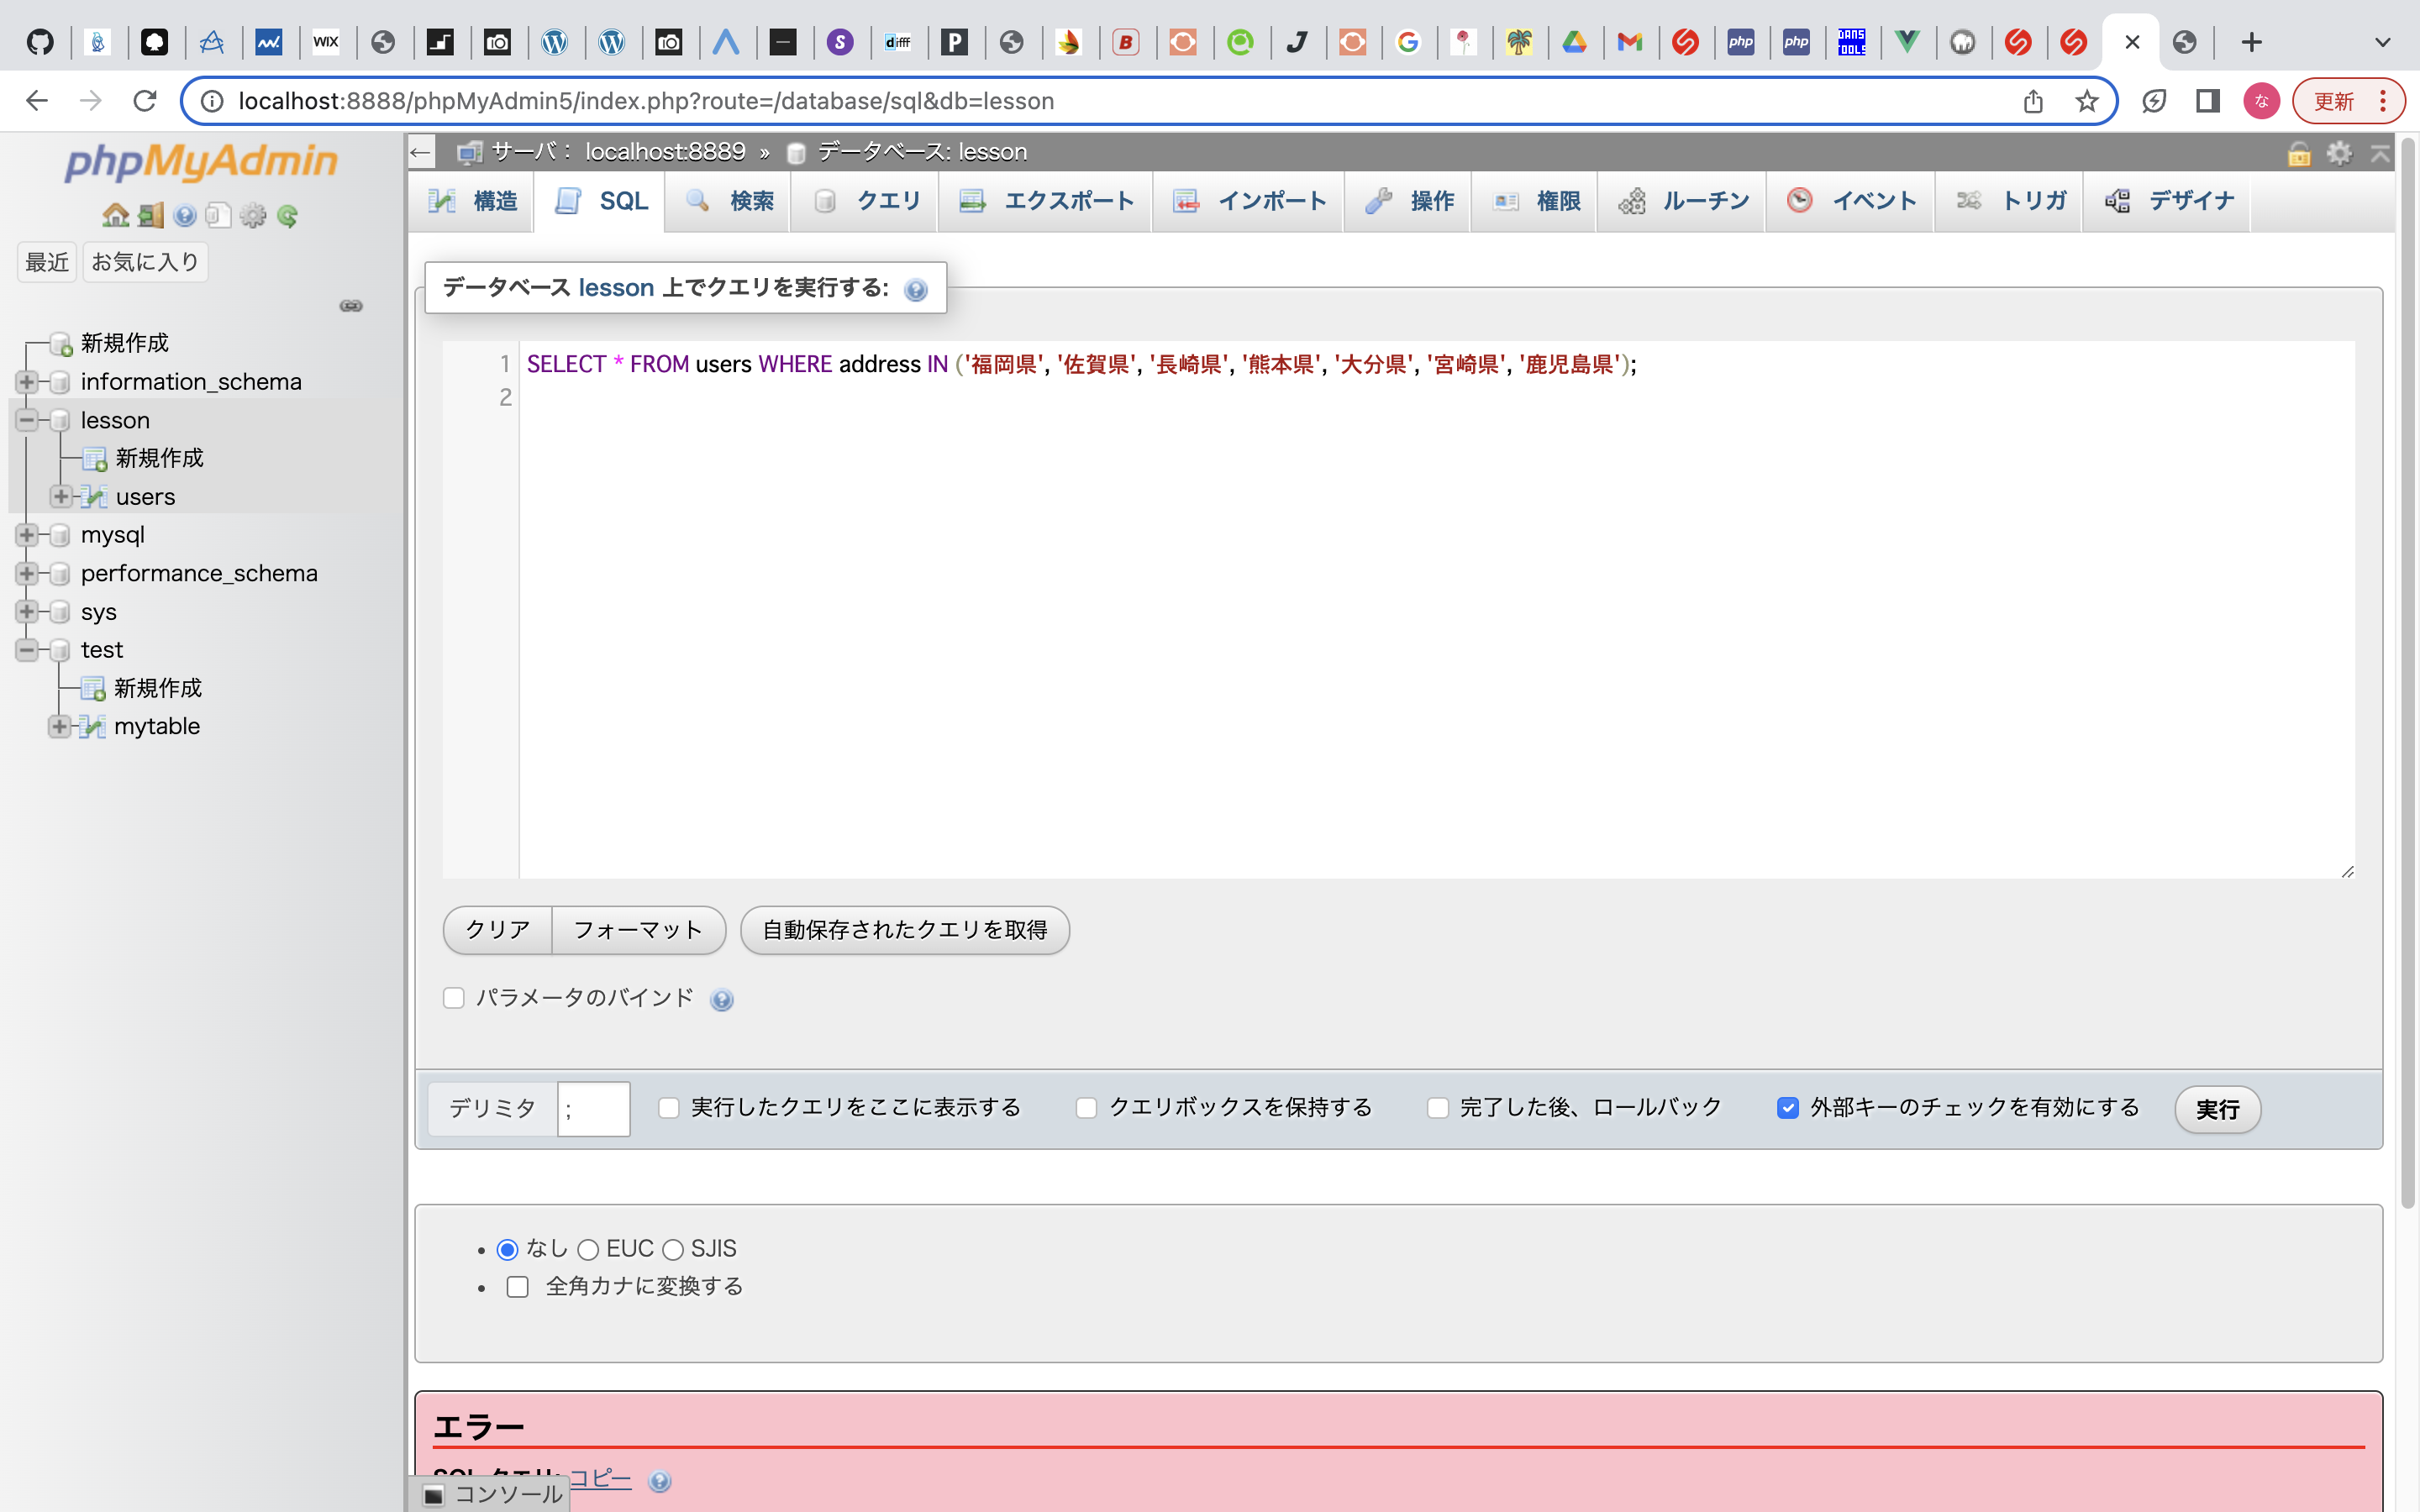 WIX
S
difff
P
B
J
G
php
php
DANS TOOLS
localhost:8888/phpMyAdmin5/index.php?route=/database/sql&db=lesson
な
更新
phpMyAdmin
サーバ： localhost:8889 » データベース: lesson
構造
SQL
検索
クエリ
エクスポート
インポート
操作
権限
ルーチン
イベント
トリガ
デザイナ
最近
お気に入り
新規作成
information_schema
lesson
新規作成
users
mysql
performance_schema
sys
test
新規作成
mytable
データベース lesson 上でクエリを実行する:
1 SELECT * FROM users WHERE address IN ('福岡県', '佐賀県', '長崎県', '熊本県', '大分県', '宮崎県', '鹿児島県');
2
クリア
フォーマット
自動保存されたクエリを取得
パラメータのバインド
デリミタ ;
実行したクエリをここに表示する
クエリボックスを保持する
完了した後、ロールバック
外部キーのチェックを有効にする
実行
なし EUC SJIS
全角カナに変換する
エラー
SQL クエリ: コピー
コンソール